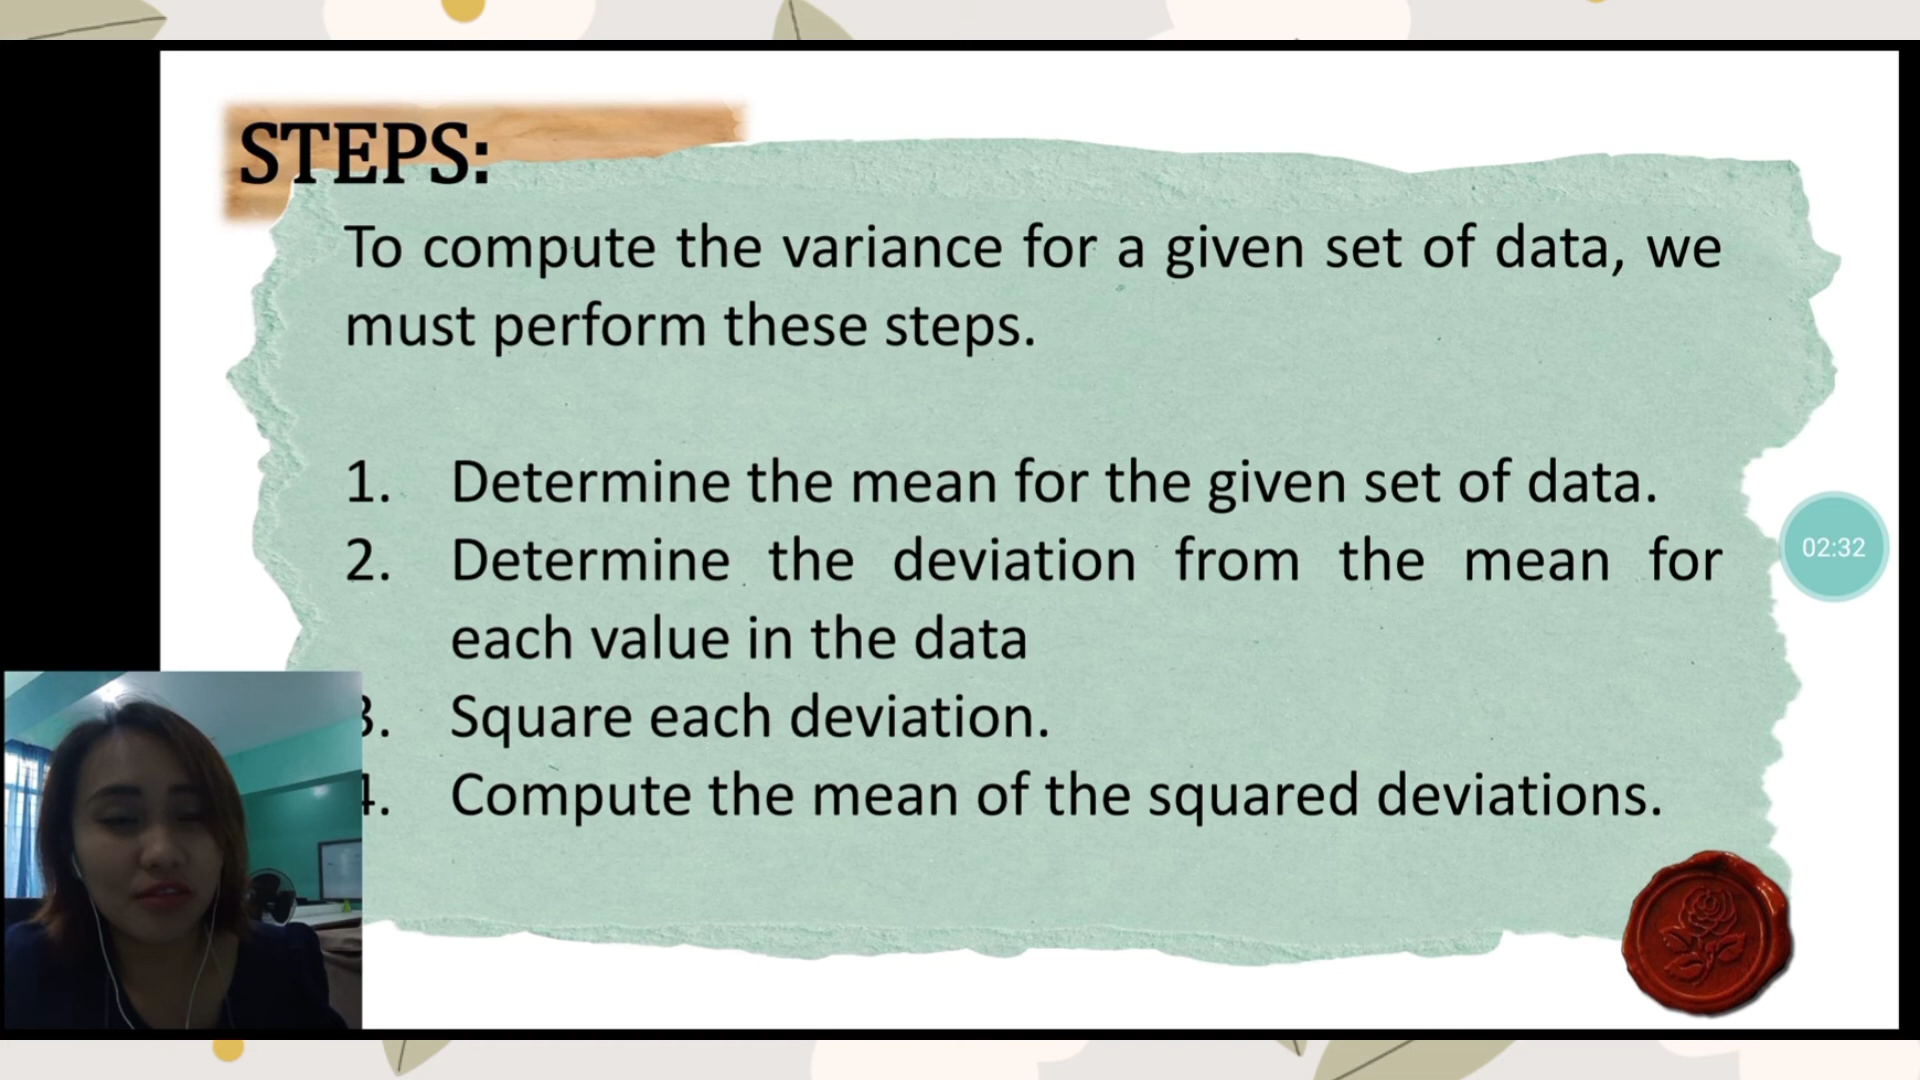 STEPS:
To compute the variance for a given set of data, we
must perform these steps.
1. Determine the mean for the given set of data.
2. Determine the deviation from the mean for
each value in the data
3. Square each deviation.
4. Compute the mean of the squared deviations.
02:32